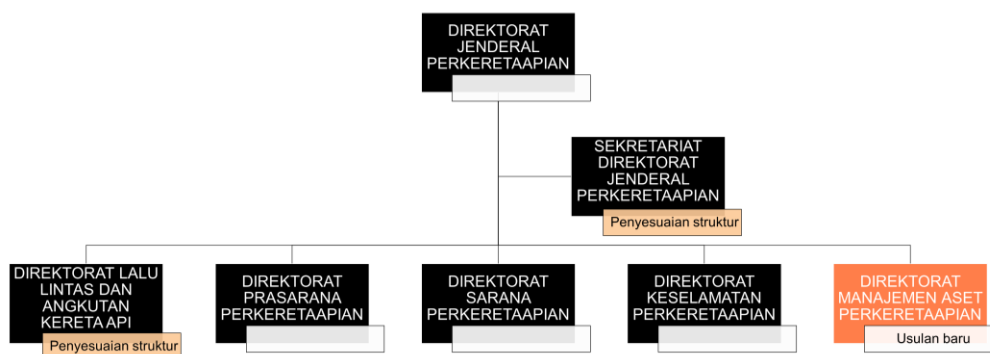 DIREKTORAT
JENDERAL
PERKERETAAPIAN
SEKRETARIAT
DIREKTORAT
JENDERAL
PERKERETAAPIAN
Penyesuaian struktur
DIREKTORAT LALU
LINTAS DAN
ANGKUTAN
KERETA API
Penyesuaian struktur
DIREKTORAT
PRASARANA
PERKERETAAPIAN
DIREKTORAT
SARANA
PERKERETAAPIAN
DIREKTORAT
KESELAMATAN
PERKERETAAPIAN
DIREKTORAT
MANAJEMEN ASET
PERKERETAAPIAN
Usulan baru